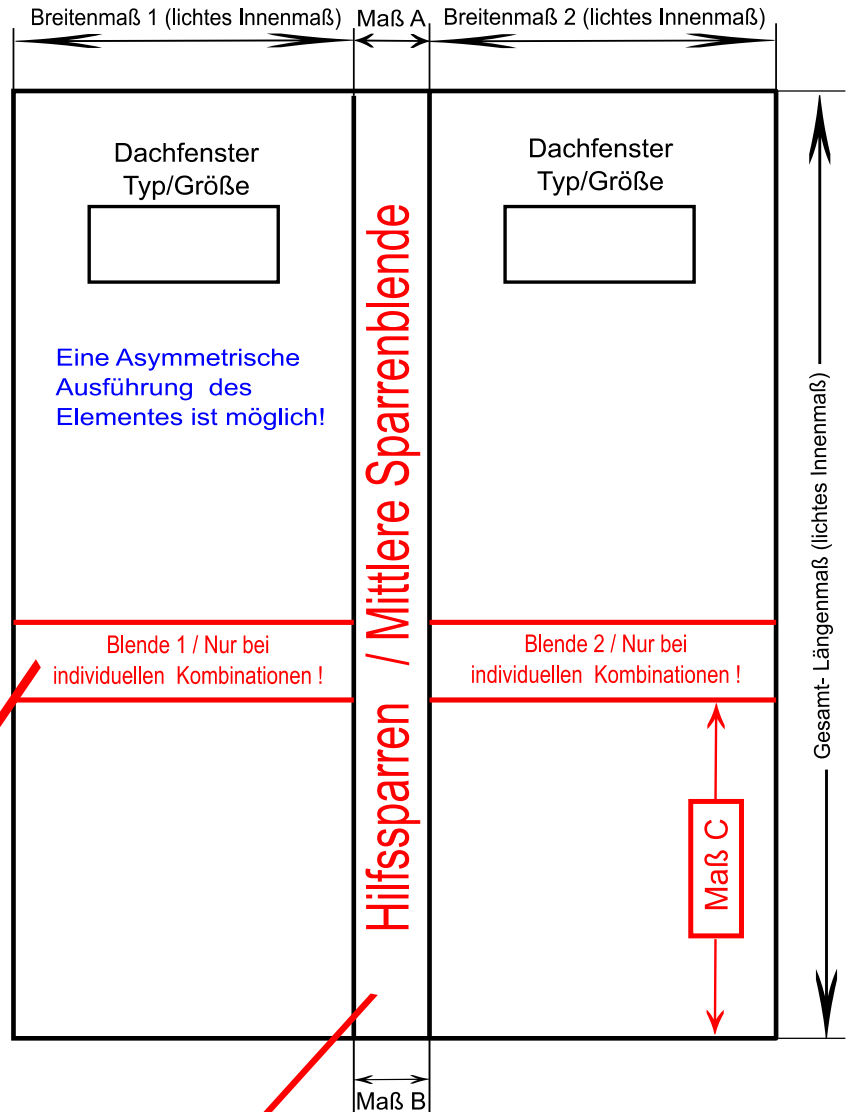 Breitenmaß 1 (lichtes Innenmaß)
Maß A
Breitenmaß 2 (lichtes Innenmaß)
Dachfenster
Typ/Größe
Dachfenster
Typ/Größe
Eine Asymmetrische
Ausführung des
Elementes ist möglich!
Hilfssparren / Mittlere Sparrenblende
Gesamt- Längenmaß (lichtes Innenmaß)
Blende 1 / Nur bei
individuellen Kombinationen !
Blende 2 / Nur bei
individuellen Kombinationen !
Maß C
Maß B